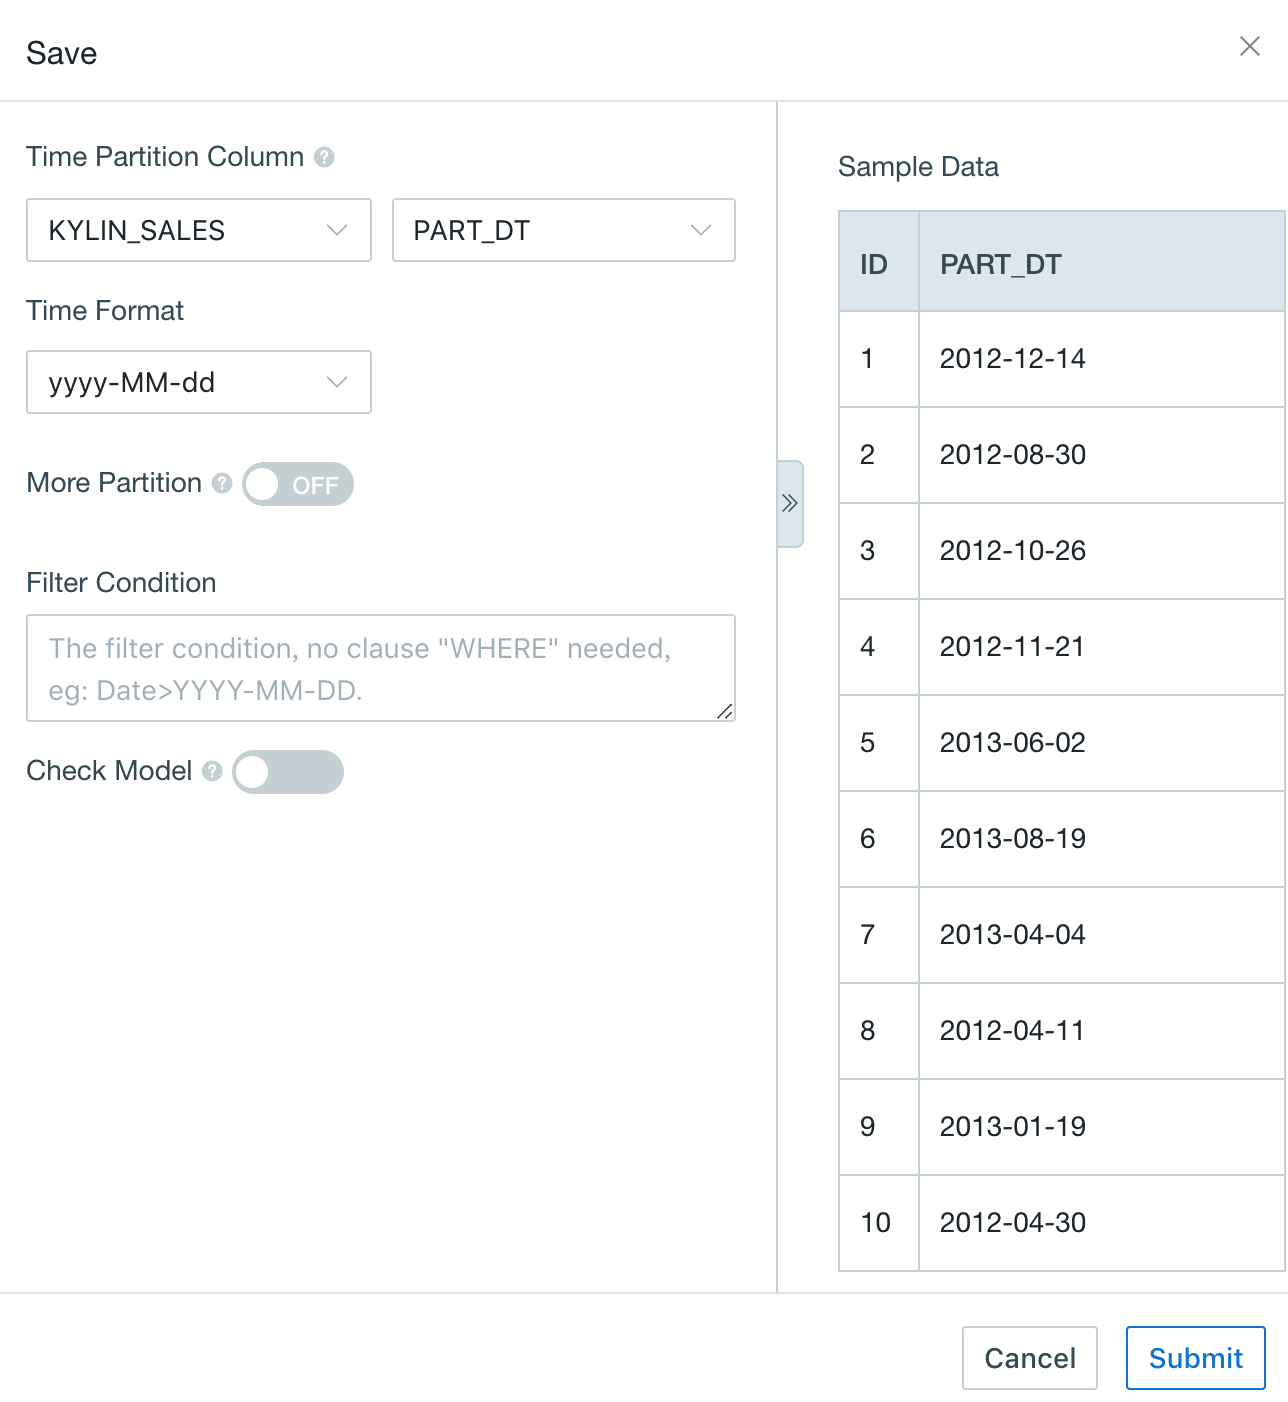 Save
Time Partition Column ?
KYLIN_SALES PART_DT
Time Format
yyyy-MM-dd
More Partition ? OFF
Filter Condition
The filter condition, no clause "WHERE" needed,
eg: Date>YYYY-MM-DD.
Check Model ?
Sample Data
ID PART_DT
1 2012-12-14
2 2012-08-30
3 2012-10-26
4 2012-11-21
5 2013-06-02
6 2013-08-19
7 2013-04-04
8 2012-04-11
9 2013-01-19
10 2012-04-30
Cancel Submit